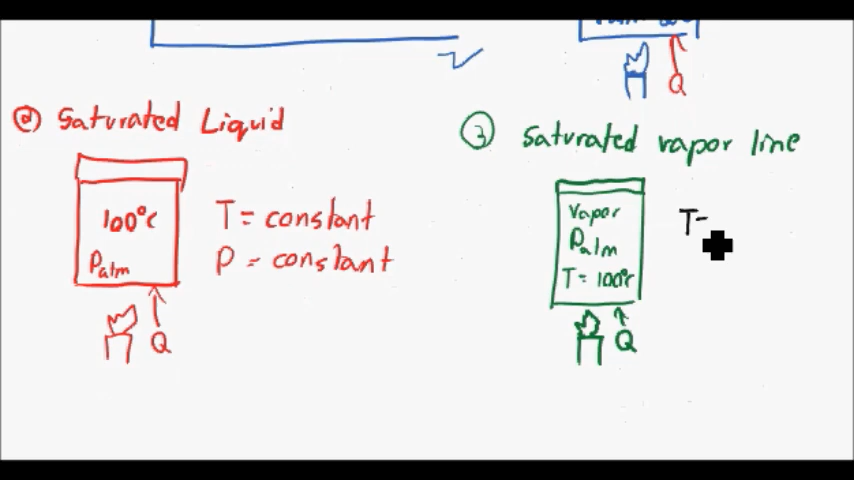 ② Saturated Liquid
100°C
Patm
T = constant
P = constant
Q
Q
③ Saturated vapor line
Vapor
Patm
T = 100°C
Q
T-